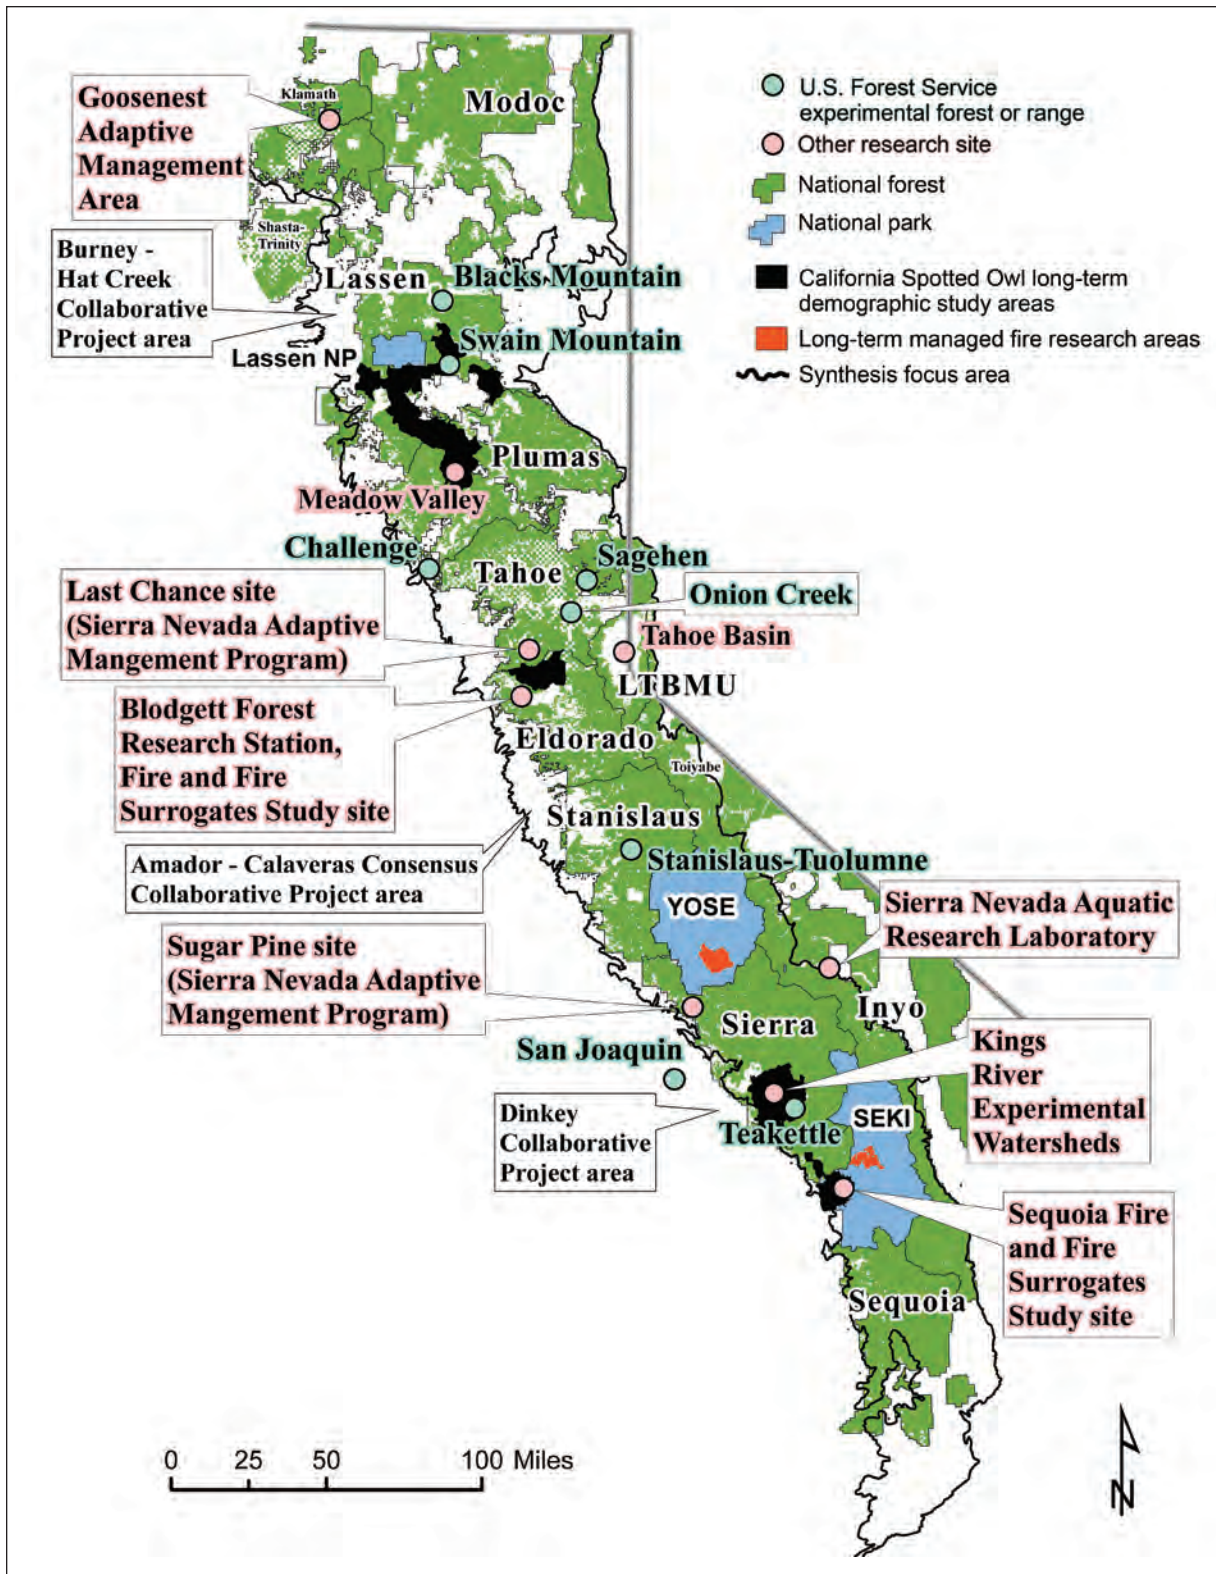 Klamath
Modoc
Goosenest
Adaptive
Management
Area
U.S. Forest Service
experimental forest or range
Other research site
National forest
National park
California Spotted Owl long-term
demographic study areas
Long-term managed fire research areas
Synthesis focus area
Shasta-
Trinity
Burney -
Hat Creek
Collaborative
Project area
Lassen
Blacks Mountain
Swain Mountain
Lassen NP
Plumas
Meadow Valley
Challenge
Tahoe
Sagehen
Onion Creek
Last Chance site
(Sierra Nevada Adaptive
Mangement Program)
Tahoe Basin
LTBMU
Blodgett Forest
Research Station,
Fire and Fire
Surrogates Study site
Eldorado
Toiyabe
Stanislaus
Amador - Calaveras Consensus
Collaborative Project area
Stanislaus-Tuolumne
YOSE
Sierra Nevada Aquatic
Research Laboratory
Sugar Pine site
(Sierra Nevada Adaptive
Mangement Program)
Sierra
Inyo
San Joaquin
Kings
River
Experimental
Watersheds
Dinkey
Collaborative
Project area
Teakettle
SEKI
Sequoia Fire
and Fire
Surrogates
Study site
Sequoia
0 25 50 100 Miles
N